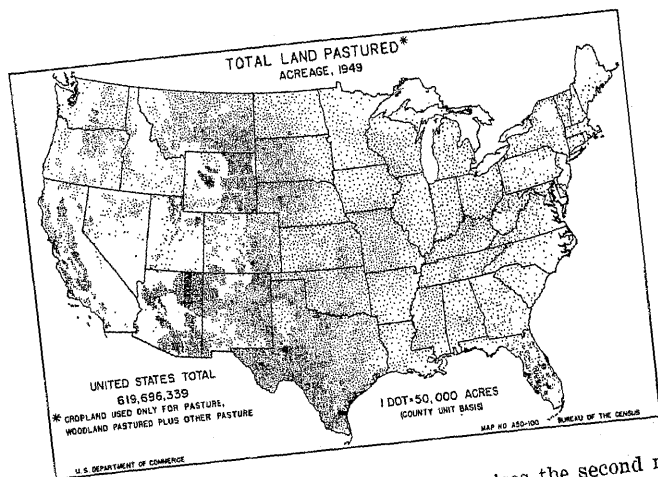 TOTAL LAND PASTURED*
ACREAGE, 1949
UNITED STATES TOTAL
619,696,339
* CROPLAND USED ONLY FOR PASTURE,
WOODLAND PASTURED PLUS OTHER PASTURE
1 DOT=50,000 ACRES
(COUNTY UNIT BASIS)
U.S. DEPARTMENT OF COMMERCE
MAP NO A50-100 BUREAU OF THE CENSUS
the second